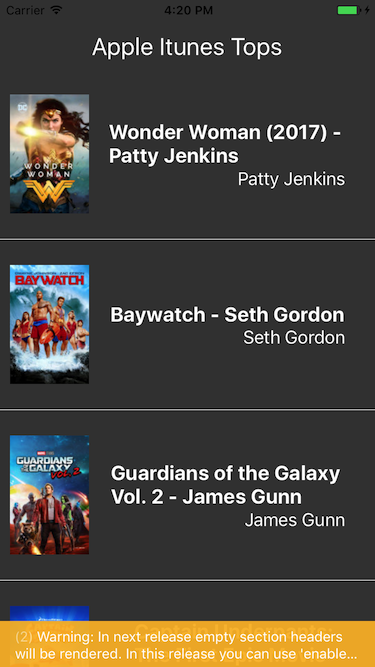 Carrier 4:20 PM
Apple Itunes Tops
DC
WONDER
WOMAN
Wonder Woman (2017) -
Patty Jenkins
Patty Jenkins
BAYWATCH
Baywatch - Seth Gordon
Seth Gordon
GUARDIANS
OF THE
GALAXY
VOL. 2
Guardians of the Galaxy
Vol. 2 - James Gunn
James Gunn
(2) Warning: In next release empty section headers
will be rendered. In this release you can use 'enable...